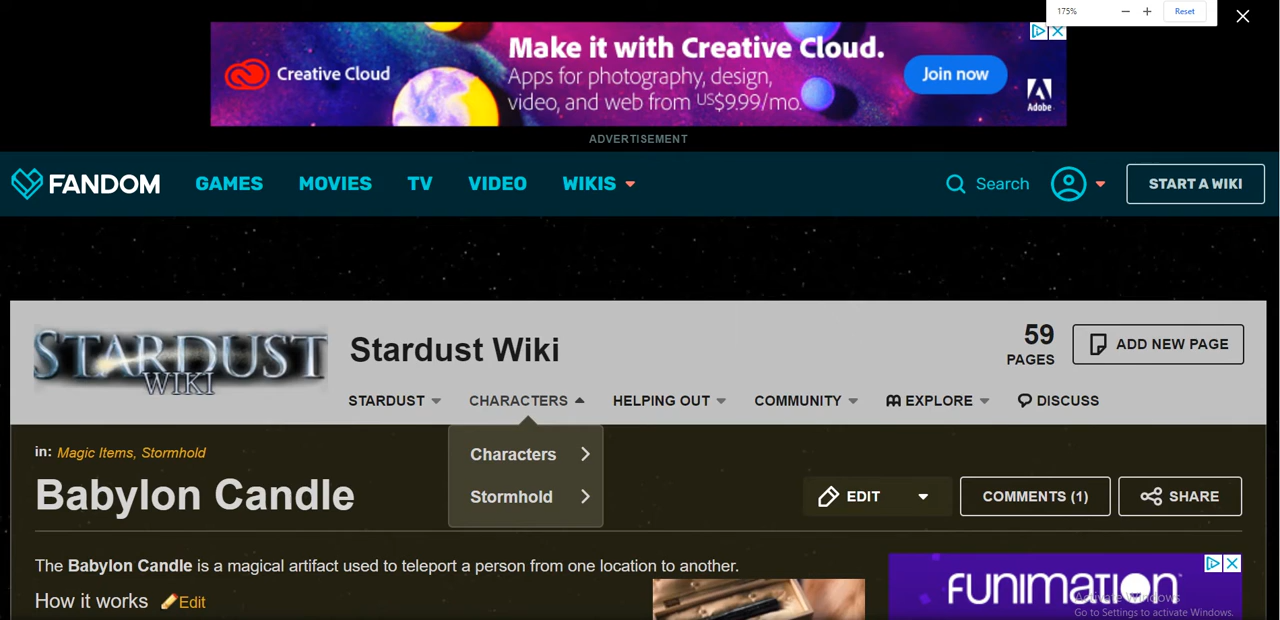 175%
Reset
Make it with Creative Cloud.
Creative Cloud
Apps for photography, design,
video, and web from US$9.99/mo.
Join now
Adobe
ADVERTISEMENT
FANDOM
GAMES
MOVIES
TV
VIDEO
WIKIS
Search
START A WIKI
STARDUST
WIKI
Stardust Wiki
59
PAGES
ADD NEW PAGE
STARDUST
CHARACTERS
HELPING OUT
COMMUNITY
EXPLORE
DISCUSS
Characters
Stormhold
in: Magic Items, Stormhold
Babylon Candle
EDIT
COMMENTS (1)
SHARE
The Babylon Candle is a magical artifact used to teleport a person from one location to another.
How it works Edit
FUNIMATION
Activate Windows
Go to Settings to activate Windows.